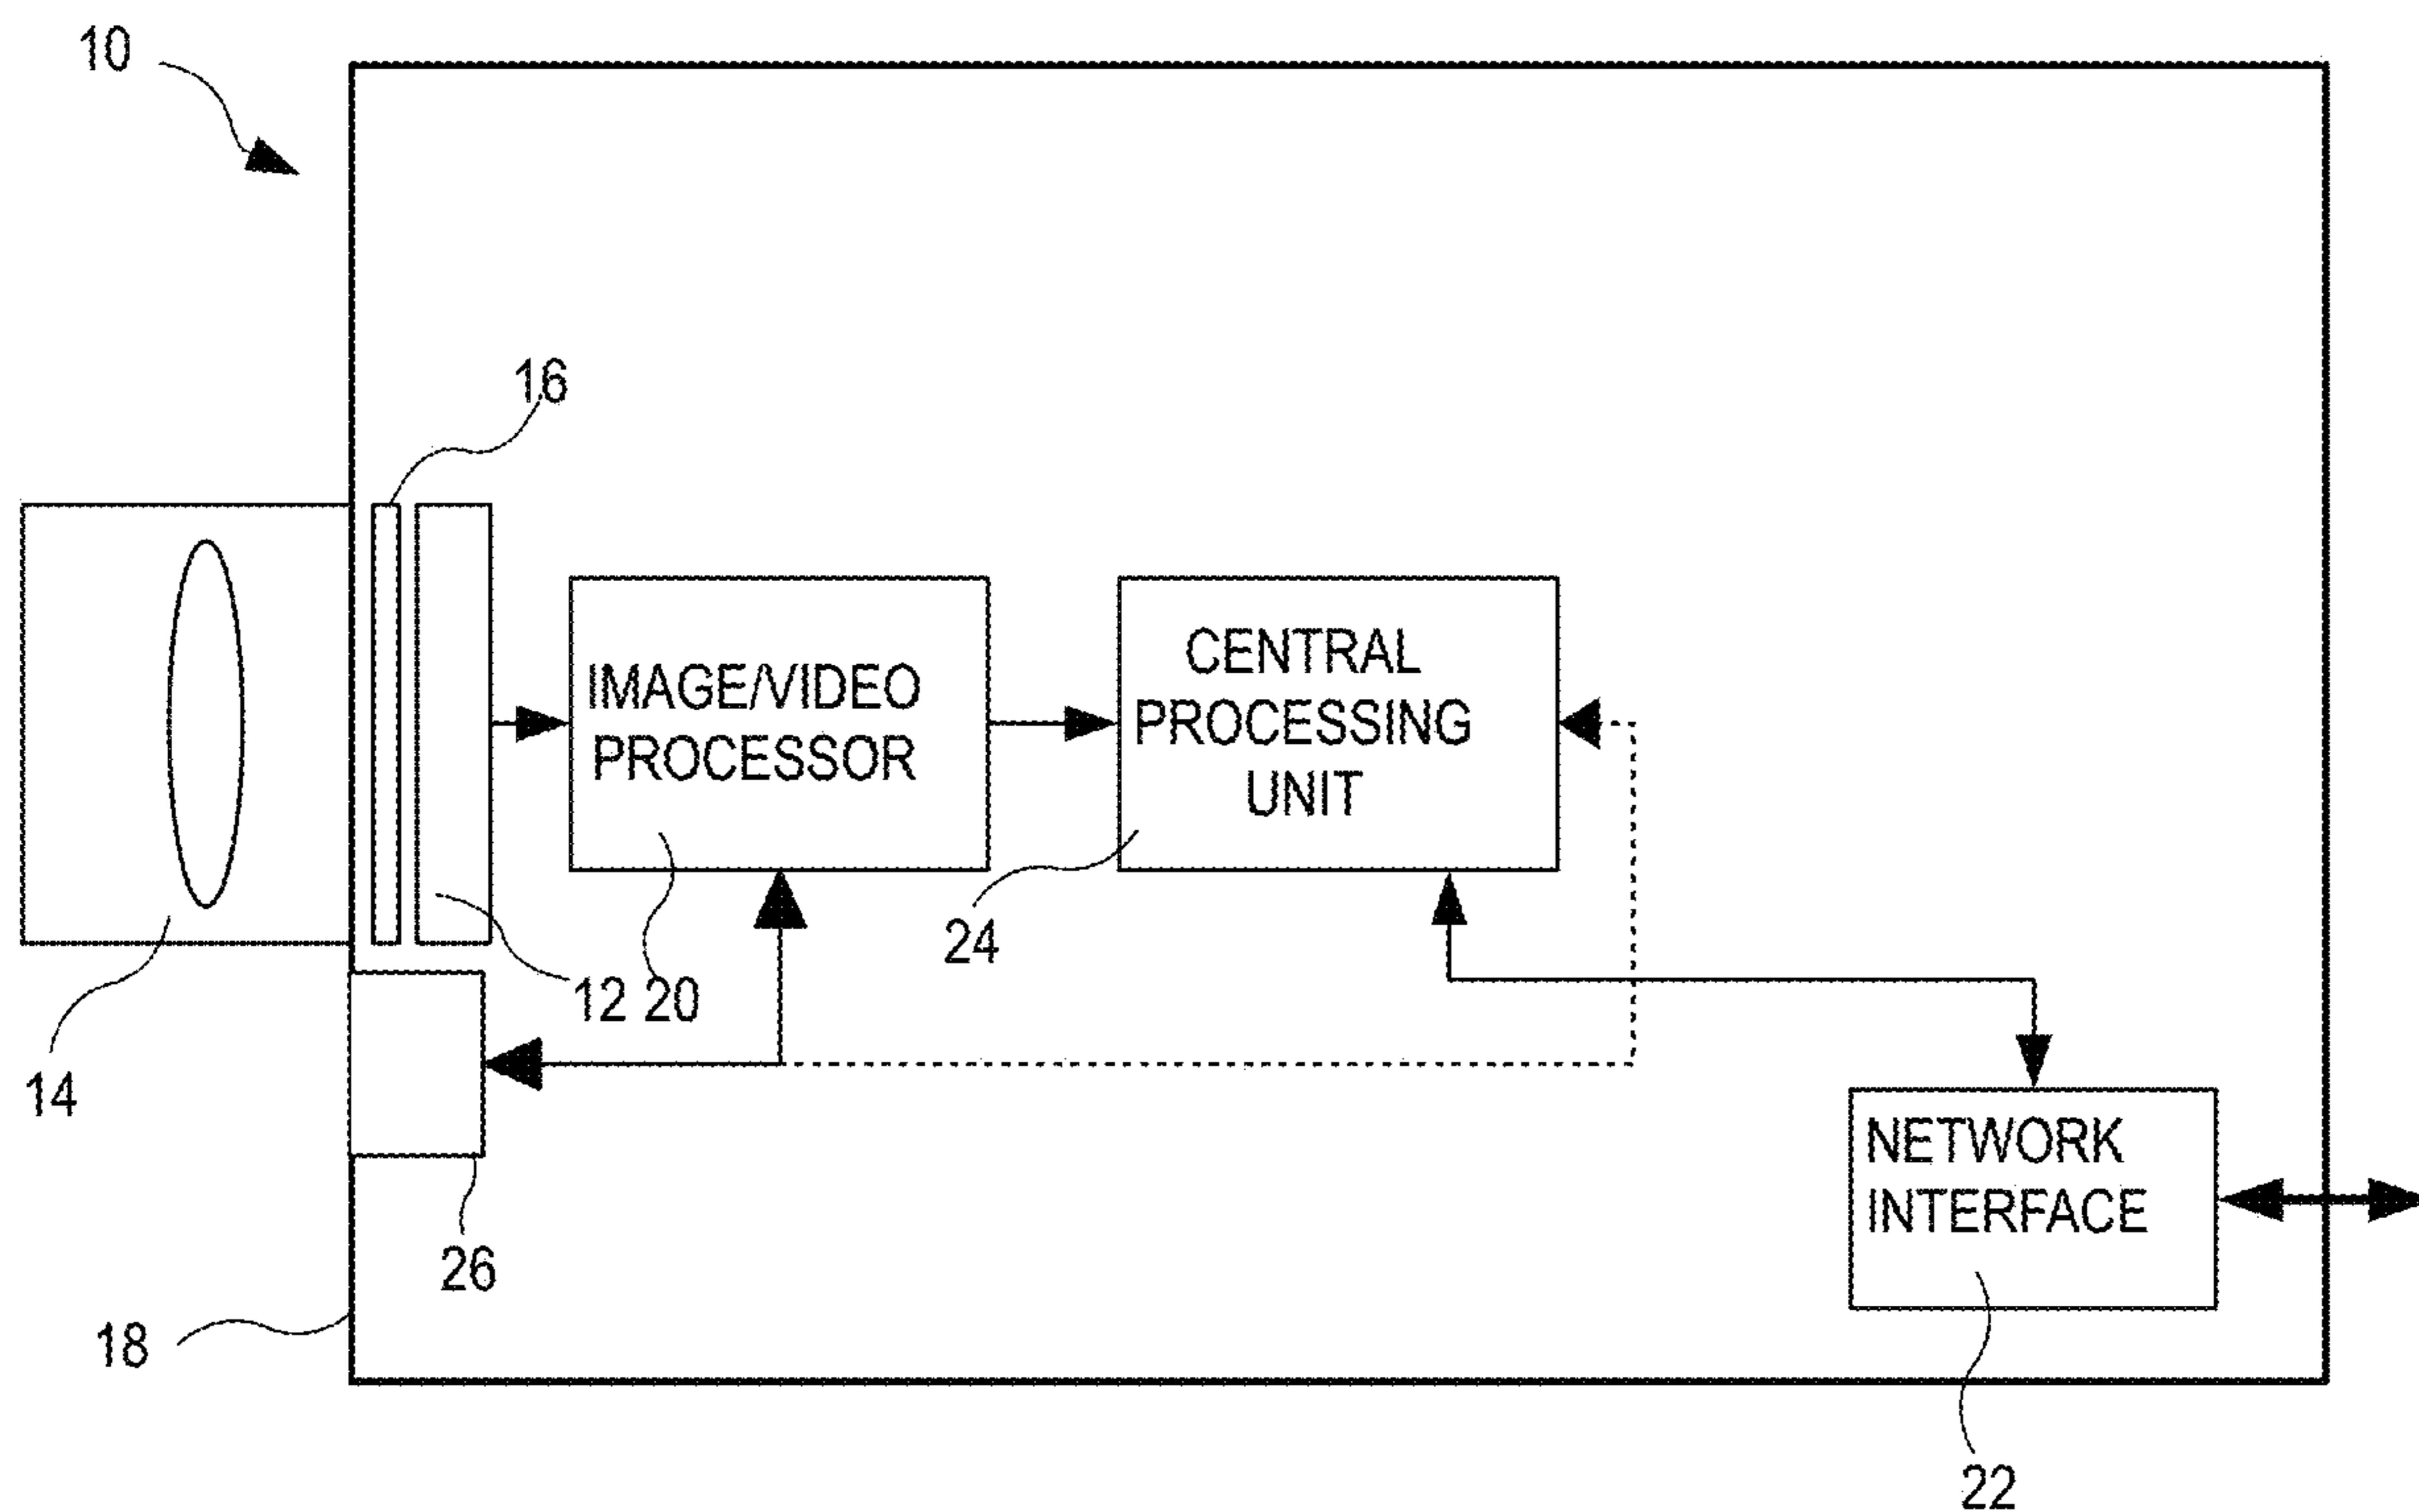 10
16
IMAGE/VIDEO
PROCESSOR
CENTRAL
PROCESSING
UNIT
24
12
20
14
NETWORK
INTERFACE
26
18
22